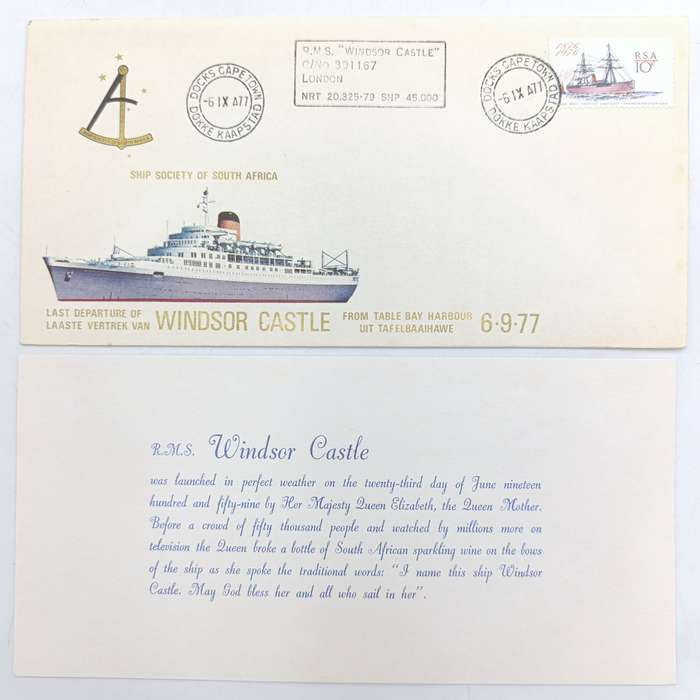 DOCKS CAPE TOWN
-6 IX A77
DOKKE KAAPSTAD
R.M.S. "WINDSOR CASTLE"
O/NO 301167
LONDON
NRT 20,325·79 SHP 45,000
DOCKS CAPE TOWN
-6 IX A77
DOKKE KAAPSTAD
RSA
10c
SHIP SOCIETY OF SOUTH AFRICA
LAST DEPARTURE OF
LAASTE VERTREK VAN
WINDSOR CASTLE
FROM TABLE BAY HARBOUR
UIT TAFELBAAIHAWE
6·9·77
R.M.S. Windsor Castle
was launched in perfect weather on the twenty-third day of June nineteen
hundred and fifty-nine by Her Majesty Queen Elizabeth, the Queen Mother.
Before a crowd of fifty thousand people and watched by millions more on
television the Queen broke a bottle of South African sparkling wine on the bows
of the ship as she spoke the traditional words: "I name this ship Windsor
Castle. May God bless her and all who sail in her".